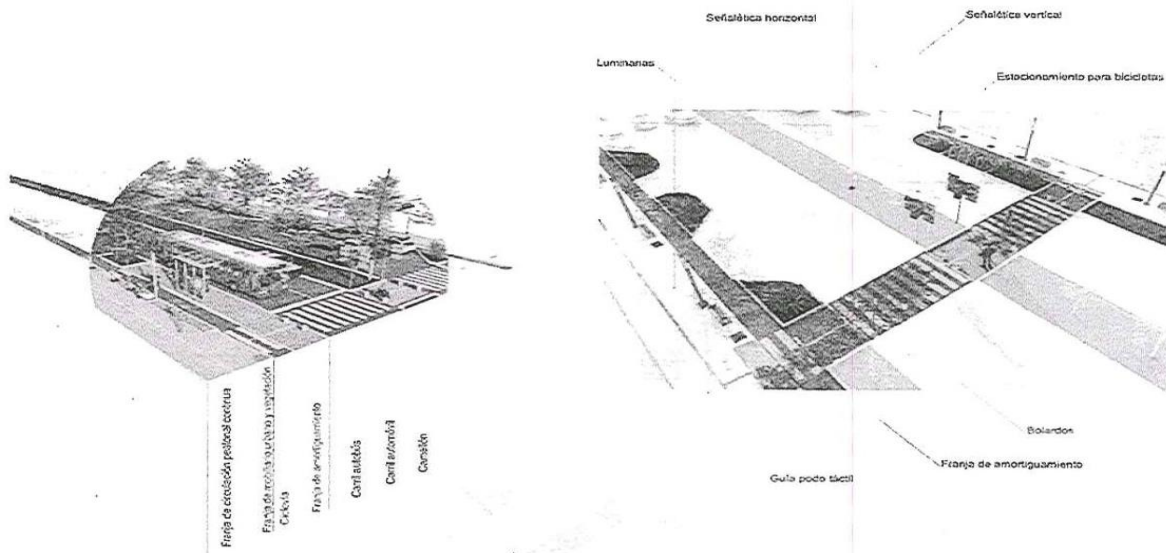 Señalética horizontal
Señalética vertical
Luminarias
Estacionamiento para bicicletas
Franja de circulación peatonal continua
Franja de mobiliario urbano y vegetación
Ciclovía
Franja de amortiguamiento
Carril autobús
Carril automóvil
Camellón
Bolardos
Franja de amortiguamiento
Guía podo táctil